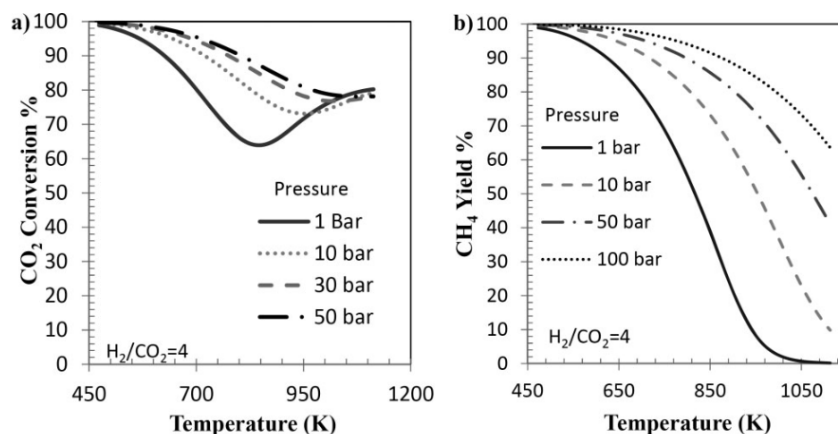 a)
CO₂ Conversion %
100
90
80
70
60
50
40
30
20
10
0
Pressure
1 Bar
10 bar
30 bar
50 bar
H₂/CO₂=4
450
700
950
1200
Temperature (K)
b)
CH₄ Yield %
100
90
80
70
60
50
40
30
20
10
0
Pressure
1 bar
10 bar
50 bar
100 bar
H₂/CO₂=4
450
650
850
1050
Temperature (K)